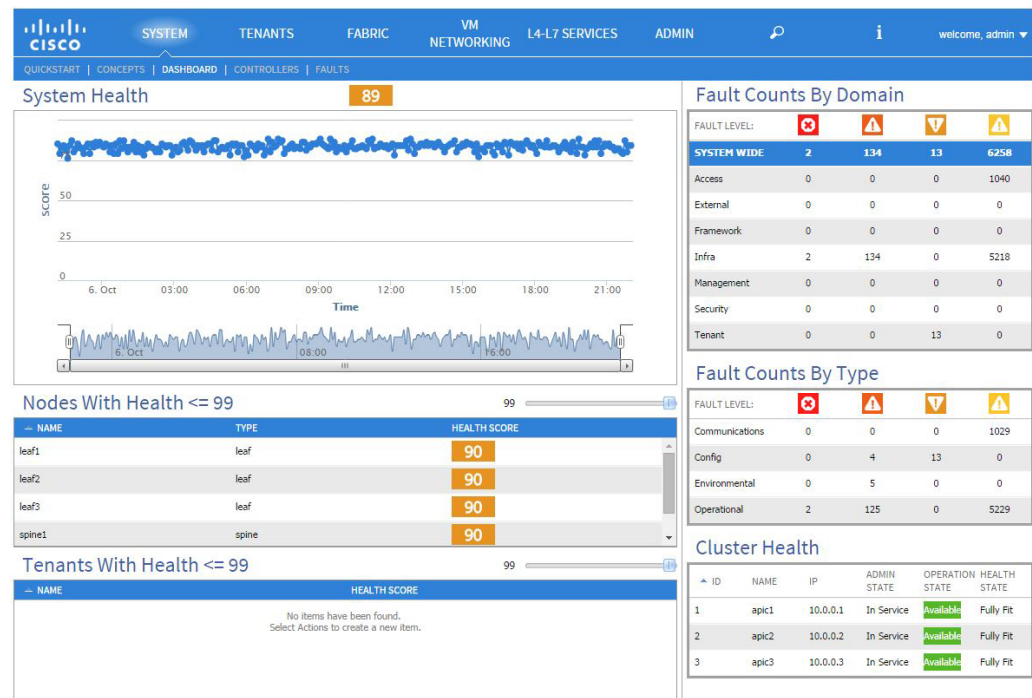 CISCO
SYSTEM TENANTS FABRIC VM NETWORKING L4-L7 SERVICES ADMIN i welcome, admin
QUICKSTART | CONCEPTS | DASHBOARD | CONTROLLERS | FAULTS
System Health 89
score
50
25
0
6. Oct 03:00 06:00 09:00 12:00 15:00 18:00 21:00
Time
6. Oct 08:00 16:00
Nodes With Health <= 99 99
NAME TYPE HEALTH SCORE
leaf1 leaf 90
leaf2 leaf 90
leaf3 leaf 90
spine1 spine 90
Tenants With Health <= 99 99
NAME HEALTH SCORE
No items have been found.
Select Actions to create a new item.
Fault Counts By Domain
FAULT LEVEL:
SYSTEM WIDE 2 134 13 6258
Access 0 0 0 1040
External 0 0 0 0
Framework 0 0 0 0
Infra 2 134 0 5218
Management 0 0 0 0
Security 0 0 0 0
Tenant 0 0 13 0
Fault Counts By Type
FAULT LEVEL:
Communications 0 0 0 1029
Config 0 4 13 0
Environmental 0 5 0 0
Operational 2 125 0 5229
Cluster Health
ID NAME IP ADMIN STATE OPERATION STATE HEALTH STATE
1 apic1 10.0.0.1 In Service Available Fully Fit
2 apic2 10.0.0.2 In Service Available Fully Fit
3 apic3 10.0.0.3 In Service Available Fully Fit